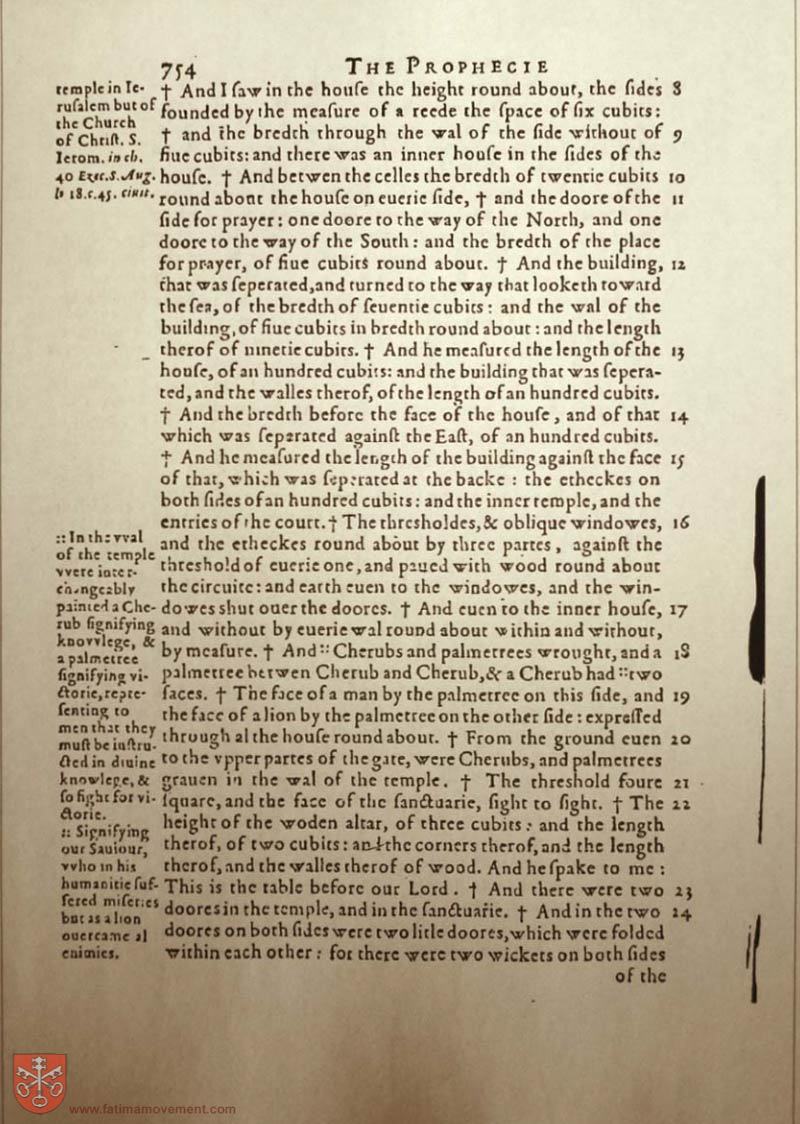 754 THE PROPHECIE
temple in Ie-
ruſalem but of
the Church
of Chriſt. S.
Ierom. in ch.
40 Ezec. S. Aug.
li 18. c. 45. ciuit.
† And I ſaw in the houſe the height round about, the ſides 8
founded by the meaſure of a reede the ſpace of ſix cubits:
† and the bredth through the wal of the ſide without of 9
fiue cubits: and there was an inner houſe in the ſides of the
houſe. † And betwen the celles the bredth of twentie cubits 10
round about the houſe on euerie ſide, † and the doore of the 11
ſide for prayer: one doore to the way of the North, and one
doore to the way of the South: and the bredth of the place
for prayer, of fiue cubits round about. † And the building, 12
that was ſeperated, and turned to the way that looketh toward
the ſea, of the bredth of ſeuentie cubits: and the wal of the
building, of fiue cubits in bredth round about: and the length
therof of ninetie cubits. † And he meaſured the length of the 13
houſe, of an hundred cubits: and the building that was ſepera-
ted, and the walles therof, of the length of an hundred cubits.
† And the bredth before the face of the houſe, and of that 14
which was ſeparated againſt the Eaſt, of an hundred cubits.
† And he meaſured the length of the building againſt the face 15
of that, which was ſeperated at the backe: the etheckes on
both ſides of an hundred cubits: and the inner temple, and the
entries of the court. † The threſholdes, & oblique windowes, 16
and the etheckes round about by three partes, againſt the
threſhold of euerie one, and paued with wood round about
the circuite: and earth euen to the windowes, and the win-
dowes shut ouer the doores. † And euen to the inner houſe, 17
and without by euerie wal round about within and without,
by meaſure. † And :: Cherubs and palmetrees wrought, and a 18
palmetree betwen Cherub and Cherub, & a Cherub had :: two
faces. † The face of a man by the palmetree on this ſide, and 19
the face of a lion by the palmetree on the other ſide: expreſſed
through al the houſe round about. † From the ground euen 20
to the vpper partes of the gate, were Cherubs, and palmetrees
grauen in the wal of the temple. † The threshold foure 21
ſquare, and the face of the ſanctuarie, ſight to ſight. † The 22
height of the woden altar, of three cubits: and the length
therof, of two cubits: and the corners therof, and the length
therof, and the walles therof of wood. And he ſpake to me:
This is the table before our Lord. † And there were two 23
doores in the temple, and in the ſanctuarie. † And in the two 24
doores on both ſides were two litle doores, which were folded
within each other: for there were two wickets on both ſides
of the
:: In the vval
of the temple
vvere inter-
changeably
painted a Che-
rub ſignifying
knovvlege, &
a palmetree
ſignifying vi-
ctorie, repre-
ſenting to
men that they
muſt be inſtru-
cted in diuine
knowlege, &
ſo fight for vi-
ctorie.
:: Signifying
our Sauiour,
vvho in his
humanitie ſuf-
fered miſeries
but as a lion
ouercame al
enimies.
www.fatimamovement.com